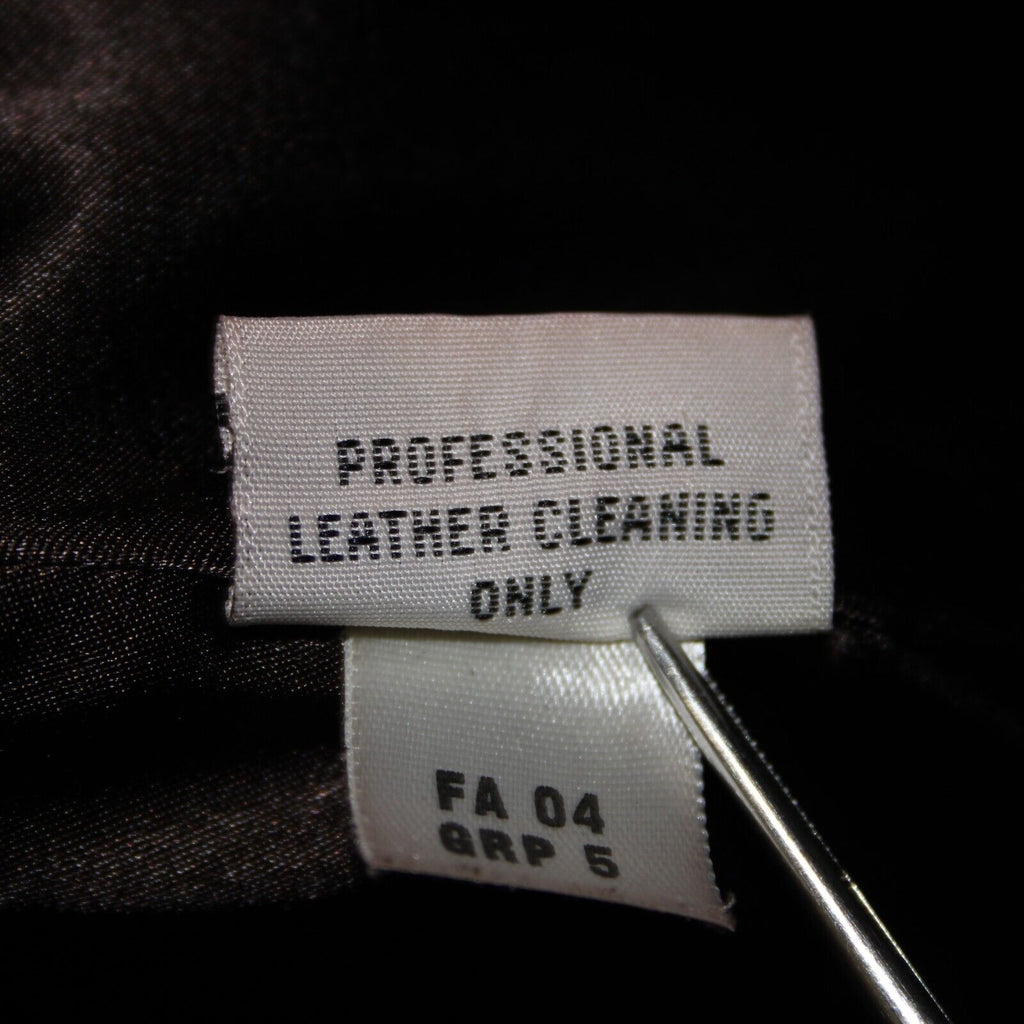 PROFESSIONAL
LEATHER CLEANING
ONLY
FA 04
GRP 5